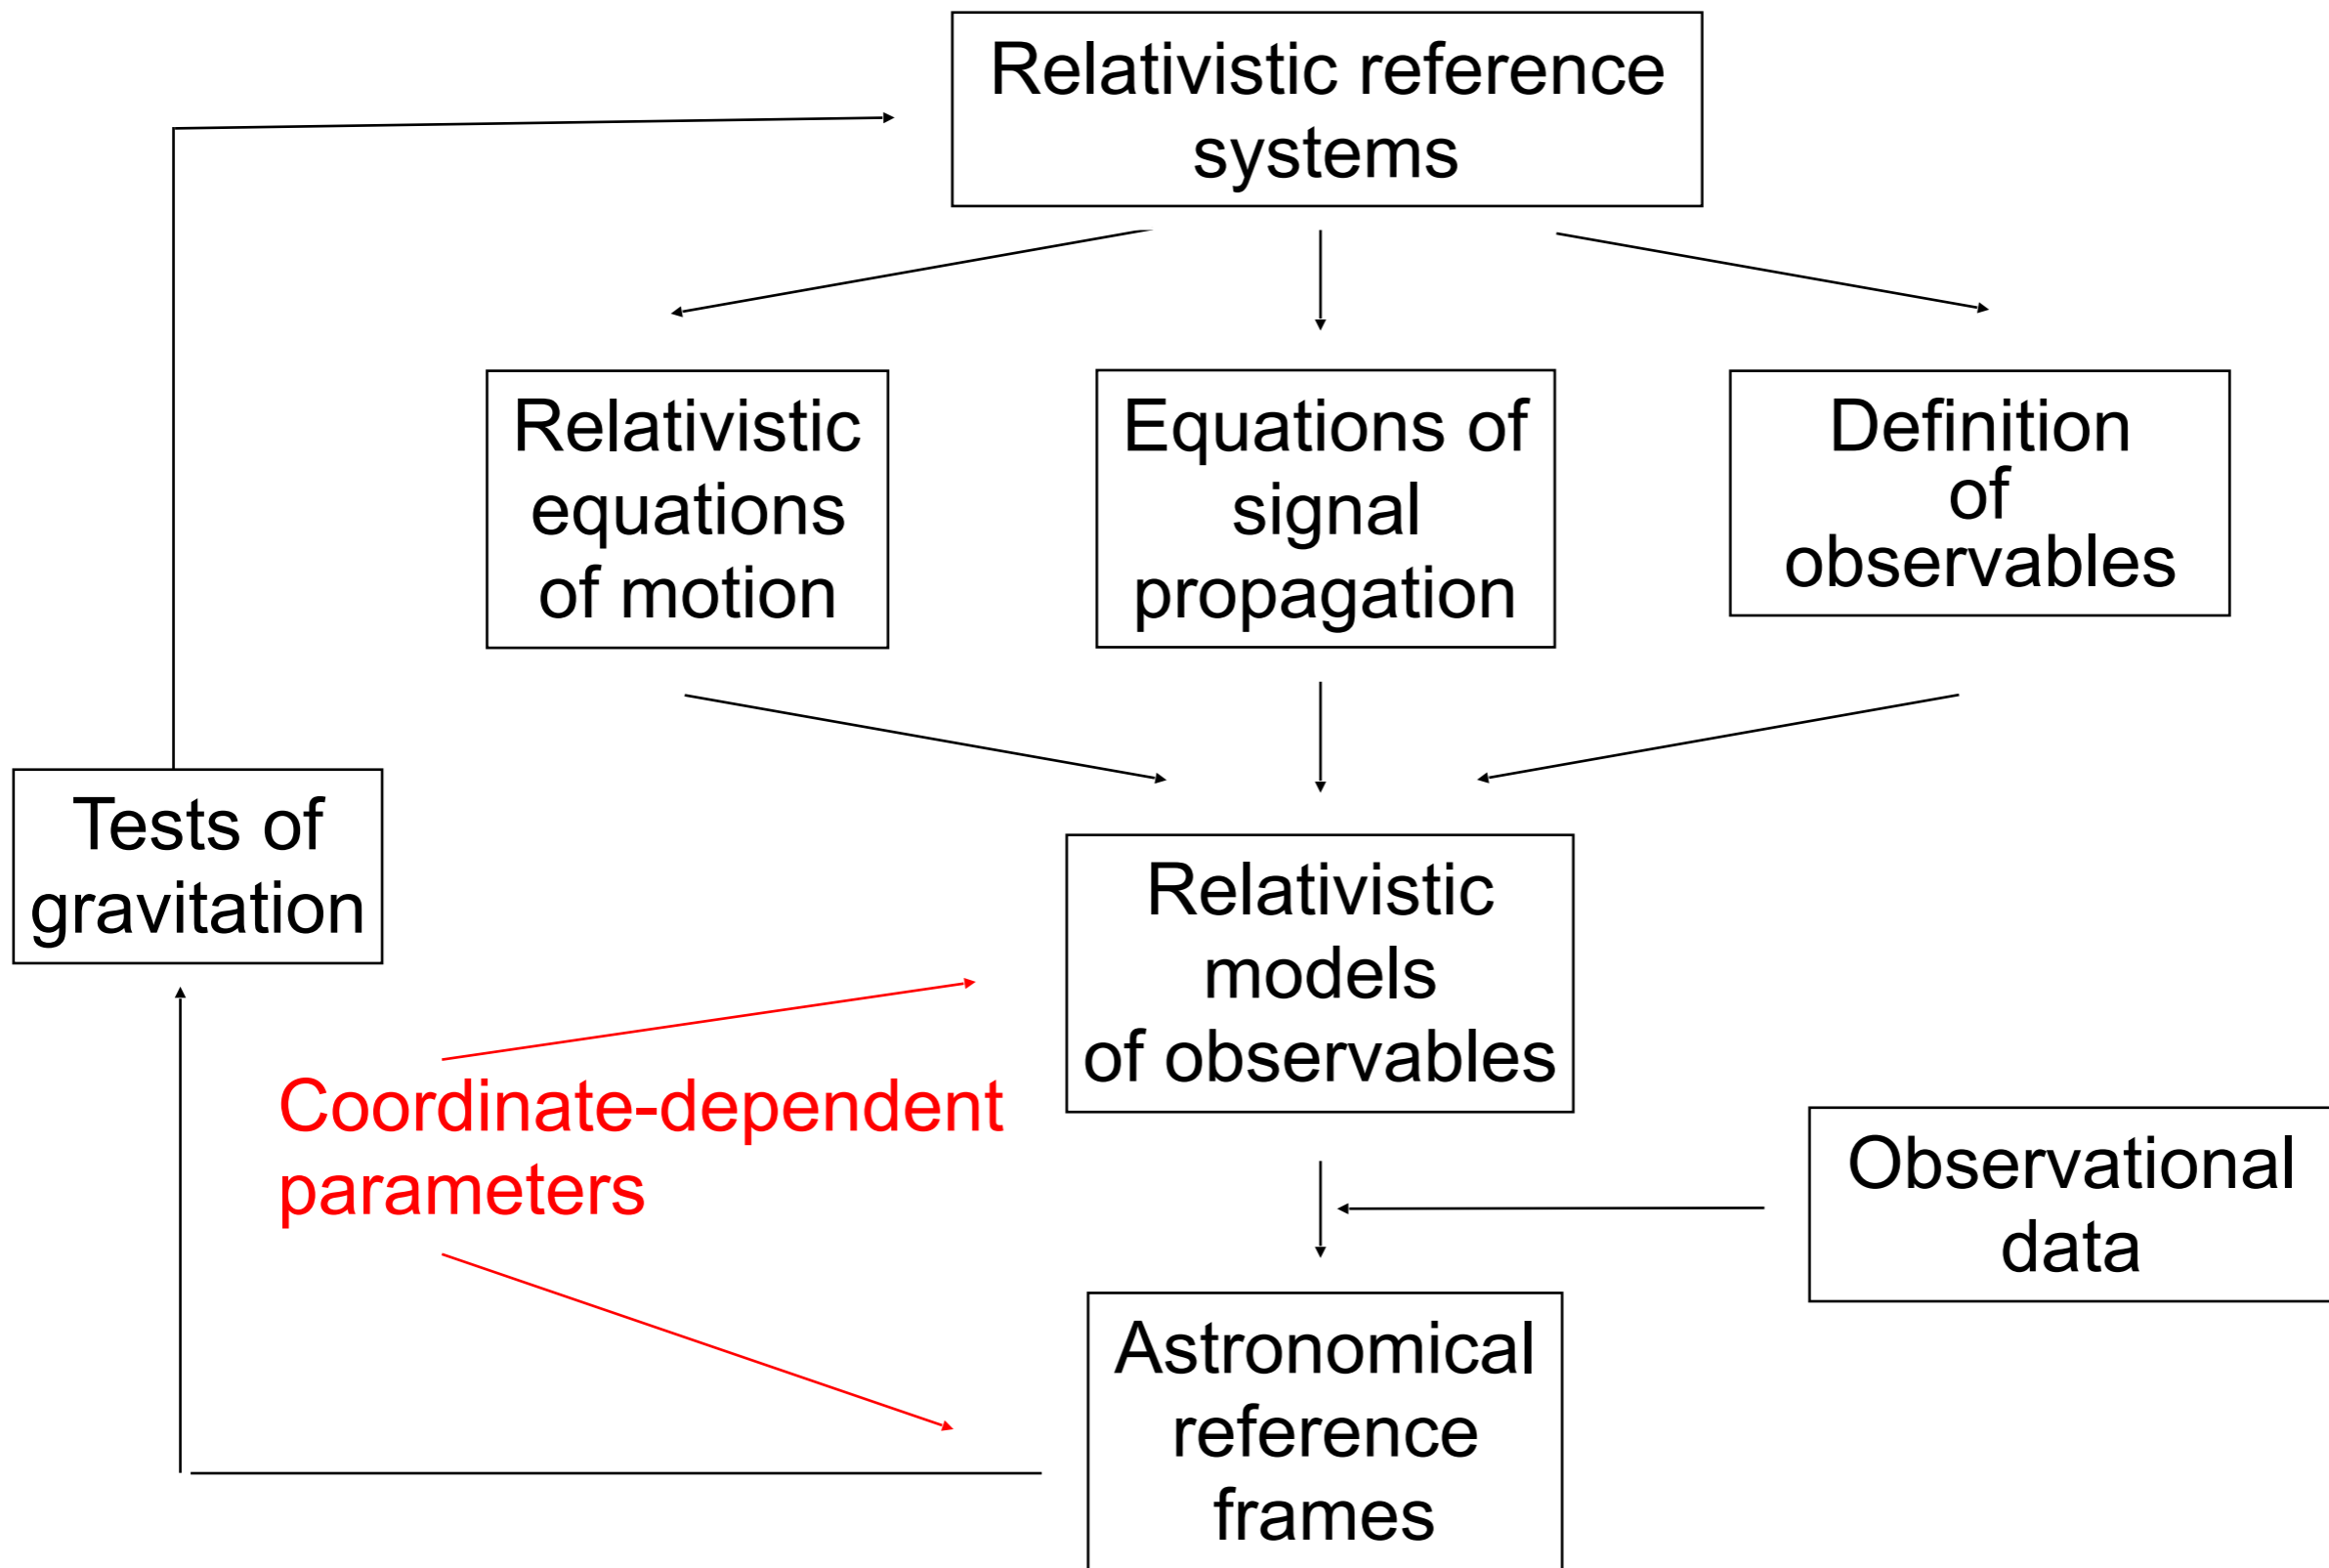 Relativistic reference
systems
Relativistic
equations
of motion
Equations of
signal
propagation
Definition
of
observables
Tests of
gravitation
Relativistic
models
of observables
Coordinate-dependent
parameters
Observational
data
Astronomical
reference
frames